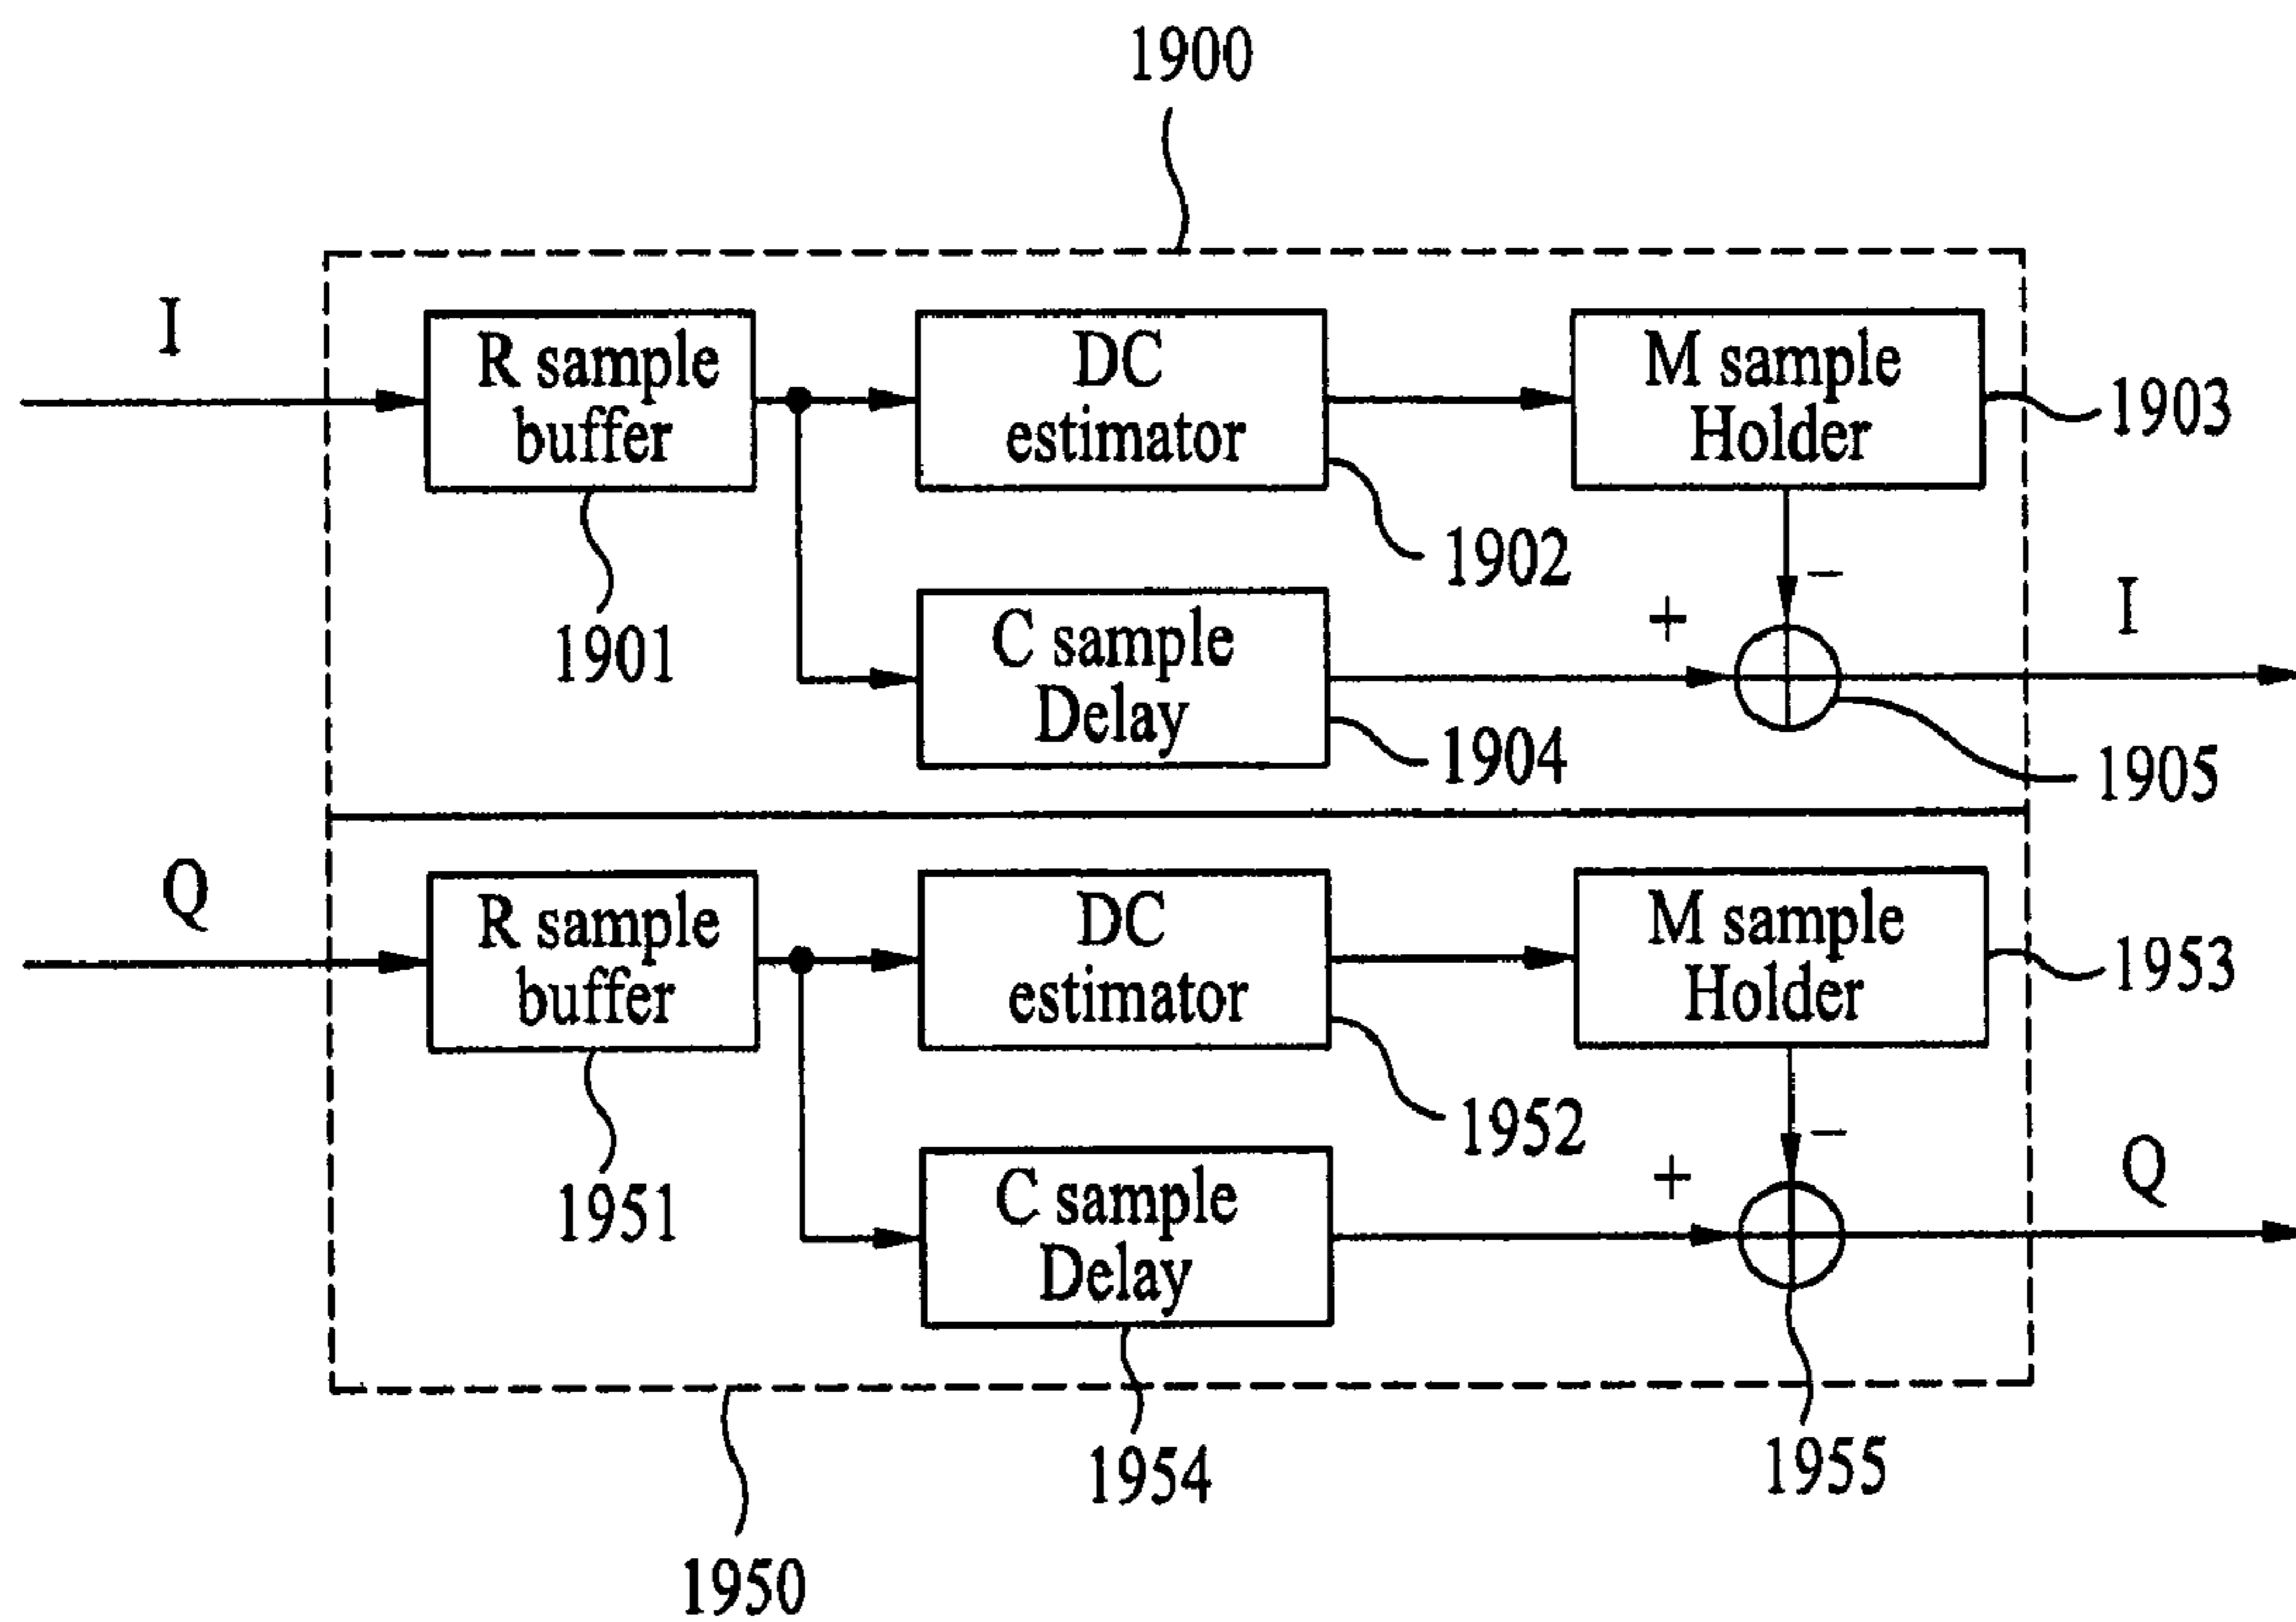 1900
I
R sample
buffer
DC
estimator
M sample
Holder
1903
1902
1901
C sample
Delay
+
−
I
1904
1905
Q
R sample
buffer
DC
estimator
M sample
Holder
1953
1952
1951
C sample
Delay
+
−
Q
1954
1955
1950